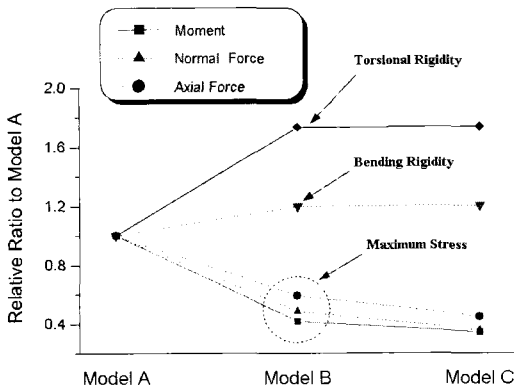 Moment
Normal Force
Axial Force
Relative Ratio to Model A
2.0
1.6
1.2
0.8
0.4
Torsional Rigidity
Bending Rigidity
Maximum Stress
Model A
Model B
Model C